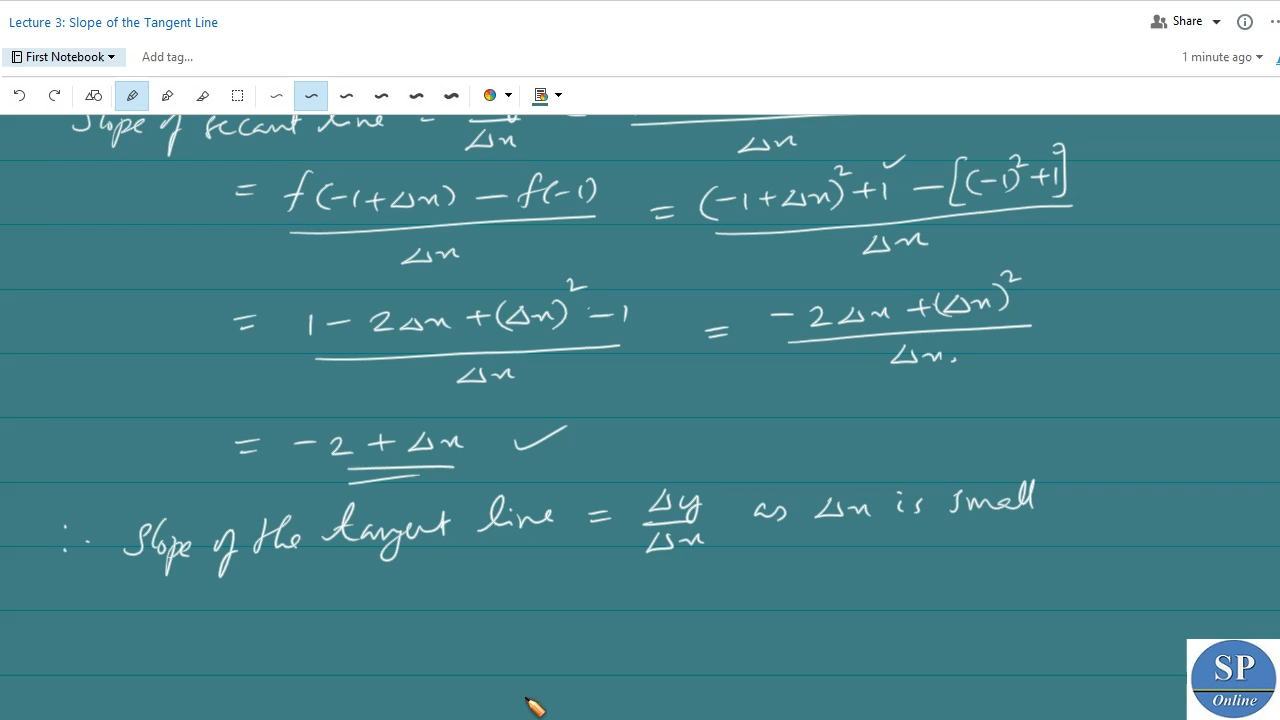 Lecture 3: Slope of the Tangent Line
Share
First Notebook
Add tag...
1 minute ago
Slope of secant line = Δx Δx
= f(-1+Δx) - f(-1) / Δx = (-1+Δx)² + 1 ✓ - [(-1)² + 1] / Δx
= 1 - 2Δx + (Δx)² - 1 / Δx = -2Δx + (Δx)² / Δx.
= -2 + Δx ✓
∴ Slope of the tangent line = Δy/Δx as Δx is small
SP
Online